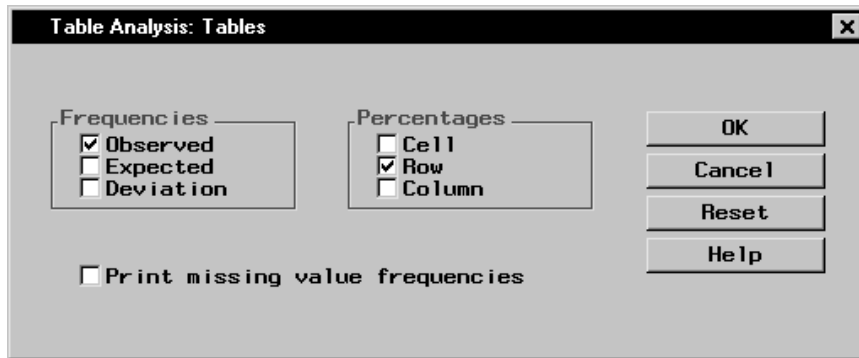 Table Analysis: Tables
Frequencies
Observed
Expected
Deviation
Percentages
Cell
Row
Column
OK
Cancel
Reset
Help
Print missing value frequencies